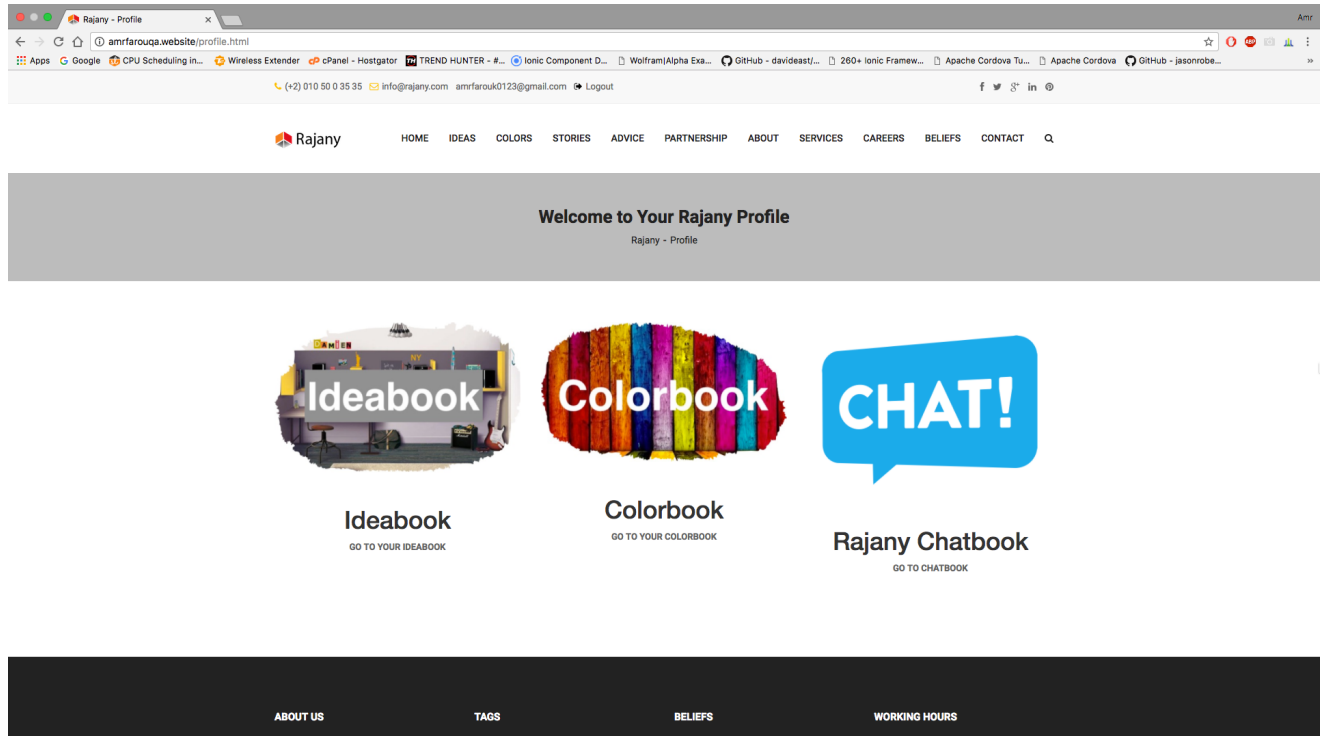 Rajany - Profile
Amr
amrfarouqa.website/profile.html
Apps Google CPU Scheduling in... Wireless Extender cPanel - Hostgator TREND HUNTER - #... Ionic Component D... Wolfram|Alpha Exa... GitHub - davideast/... 260+ Ionic Framew... Apache Cordova Tu... Apache Cordova GitHub - jasonrobe... »
(+2) 010 50 0 35 35 info@rajany.com amrfarouk0123@gmail.com Logout
Rajany HOME IDEAS COLORS STORIES ADVICE PARTNERSHIP ABOUT SERVICES CAREERS BELIEFS CONTACT
Welcome to Your Rajany Profile
Rajany - Profile
DAMIEN
NY
Ideabook
Colorbook
CHAT!
Ideabook
GO TO YOUR IDEABOOK
Colorbook
GO TO YOUR COLORBOOK
Rajany Chatbook
GO TO CHATBOOK
ABOUT US TAGS BELIEFS WORKING HOURS